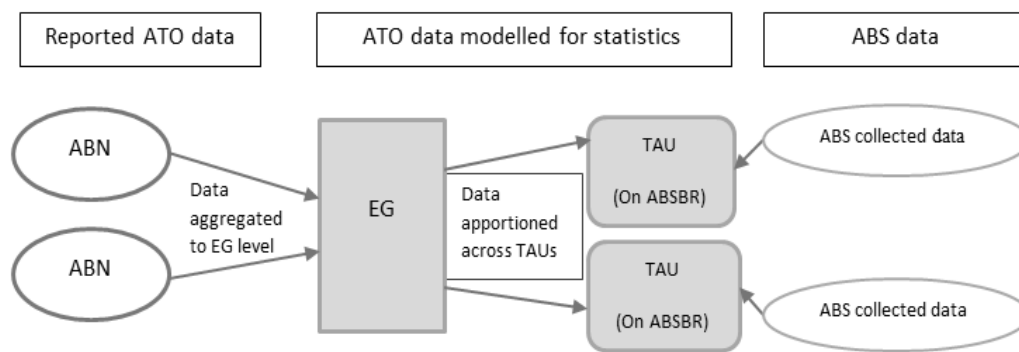 Reported ATO data
ATO data modelled for statistics
ABS data
ABN
ABN
Data
aggregated
to EG level
EG
Data
apportioned
across TAUs
TAU
(On ABSBR)
TAU
(On ABSBR)
ABS collected data
ABS collected data